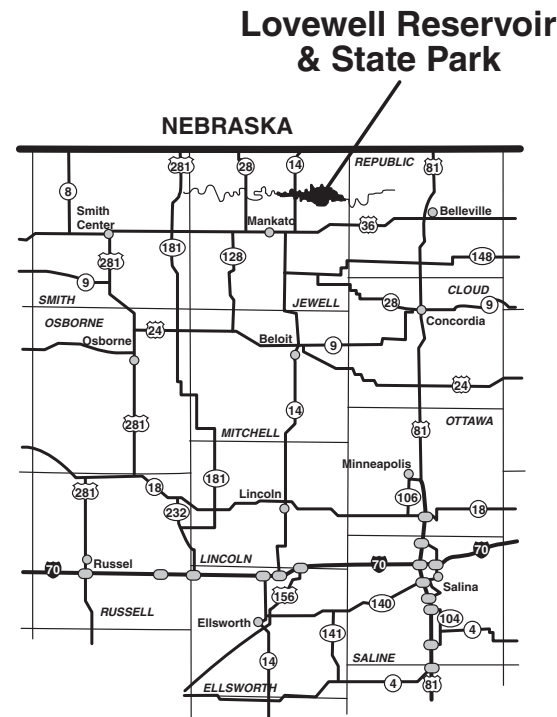 Lovewell Reservoir
& State Park
NEBRASKA
281
28
14
REPUBLIC
81
8
Smith
Center
Mankato
Belleville
36
181
128
148
281
9
CLOUD
SMITH
JEWELL
28
9
OSBORNE
24
Concordia
Osborne
Beloit
9
24
14
281
81
OTTAWA
MITCHELL
Minneapolis
281
18
181
Lincoln
106
232
18
70
Russel
LINCOLN
70
70
156
Salina
RUSSELL
140
104
Ellsworth
141
4
14
SALINE
ELLSWORTH
4
81